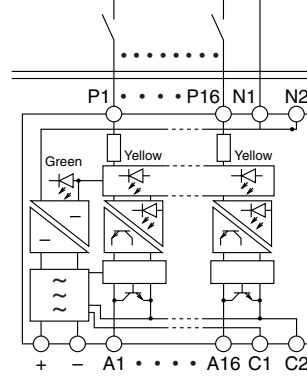 P1 • • • • P16 N1 N2
Green Yellow Yellow
+ − A1 • • • • A16 C1 C2